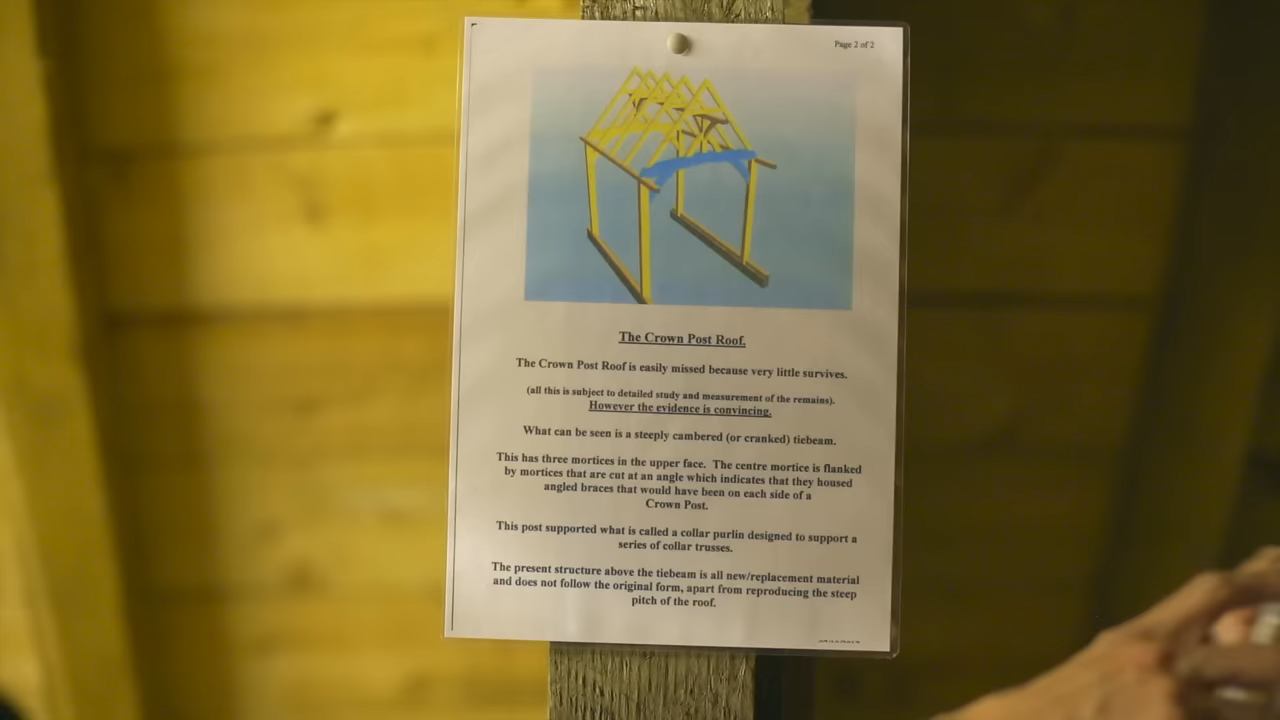 Page 2 of 2
The Crown Post Roof.
The Crown Post Roof is easily missed because very little survives.
(all this is subject to detailed study and measurement of the remains).
However the evidence is convincing.
What can be seen is a steeply cambered (or cranked) tiebeam.
This has three mortices in the upper face. The centre mortice is flanked
by mortices that are cut at an angle which indicates that they housed
angled braces that would have been on each side of a
Crown Post.
This post supported what is called a collar purlin designed to support a
series of collar trusses.
The present structure above the tiebeam is all new/replacement material
and does not follow the original form, apart from reproducing the steep
pitch of the roof.